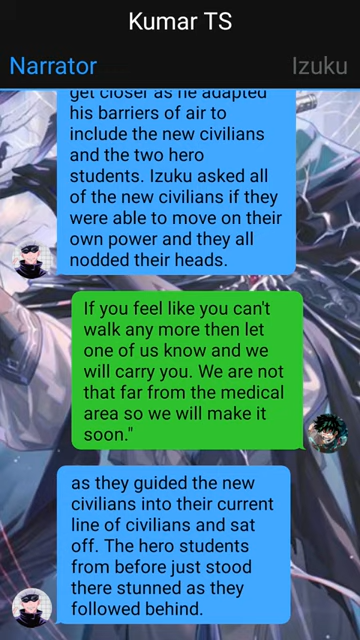 Kumar TS
Narrator
Izuku
get closer as he adapted
his barriers of air to
include the new civilians
and the two hero
students. Izuku asked all
of the new civilians if they
were able to move on their
own power and they all
nodded their heads.
If you feel like you can't
walk any more then let
one of us know and we
will carry you. We are not
that far from the medical
area so we will make it
soon."
as they guided the new
civilians into their current
line of civilians and sat
off. The hero students
from before just stood
there stunned as they
followed behind.